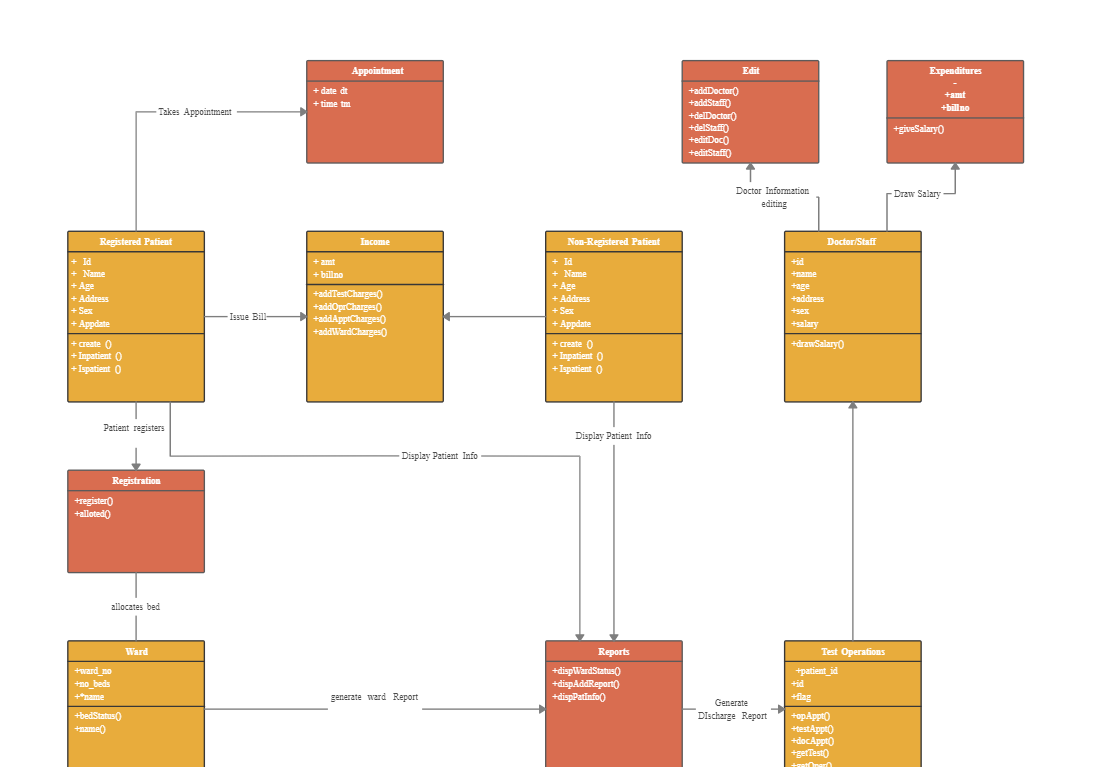 Appointment
+ date dt
+ time tm
Edit
+addDoctor()
+addStaff()
+delDoctor()
+delStaff()
+editDoc()
+editStaff()
Expenditures
-
+amt
+billno
+giveSalary()
Takes Appointment
Doctor Information
editing
Draw Salary
Registered Patient
+ Id
+ Name
+ Age
+ Address
+ Sex
+ Appdate
+ create ()
+ Inpatient ()
+ Ispatient ()
Issue Bill
Income
+ amt
+ billno
+addTestCharges()
+addOprCharges()
+addApptCharges()
+addWardCharges()
Non-Registered Patient
+ Id
+ Name
+ Age
+ Address
+ Sex
+ Appdate
+ create ()
+ Inpatient ()
+ Ispatient ()
Doctor/Staff
+id
+name
+age
+address
+sex
+salary
+drawSalary()
Patient registers
Display Patient Info
Display Patient Info
Registration
+register()
+alloted()
allocates bed
Ward
+ward_no
+no_beds
+*name
+bedStatus()
+name()
generate ward Report
Reports
+dispWardStatus()
+dispAddReport()
+dispPatInfo()
Generate
DIscharge Report
Test Operations
+patient_id
+id
+flag
+opAppt()
+testAppt()
+docAppt()
+getTest()
+getOper()